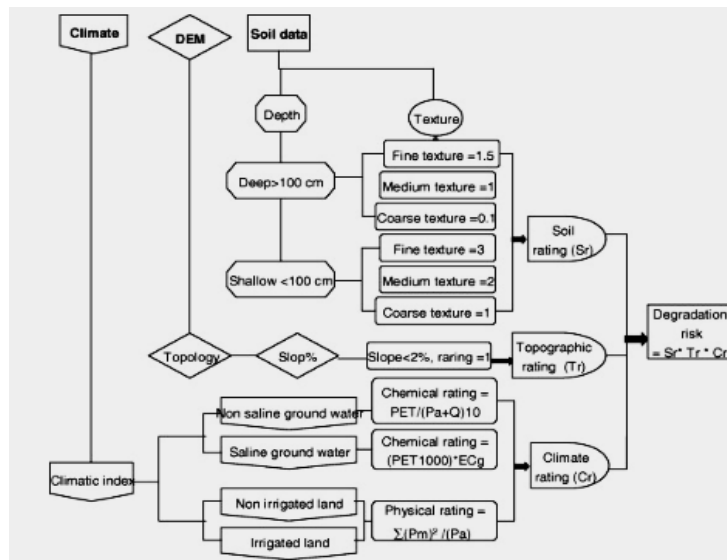 Climate
DEM
Soil data
Depth
Texture
Fine texture =1.5
Deep>100 cm
Medium texture=1
Coarse texture=0.1
Fine texture =3
Soil
rating (Sr)
Shallow <100 cm
Medium texture=2
Coarse texture =1
Degradation
risk
= Sr* Tr * Cr
Topology
Slop%
Slope<2%, raring =1
Topographic
rating (Tr)
Non saline ground water
Chemical rating =
PET/(Pa+Q)10
Saline ground water
Chemical rating =
(PET1000)*ECg
Climatic index
Climate
rating (Cr)
Non irrigated land
Irrigated land
Physical rating =
∑(Pm)² /(Pa)